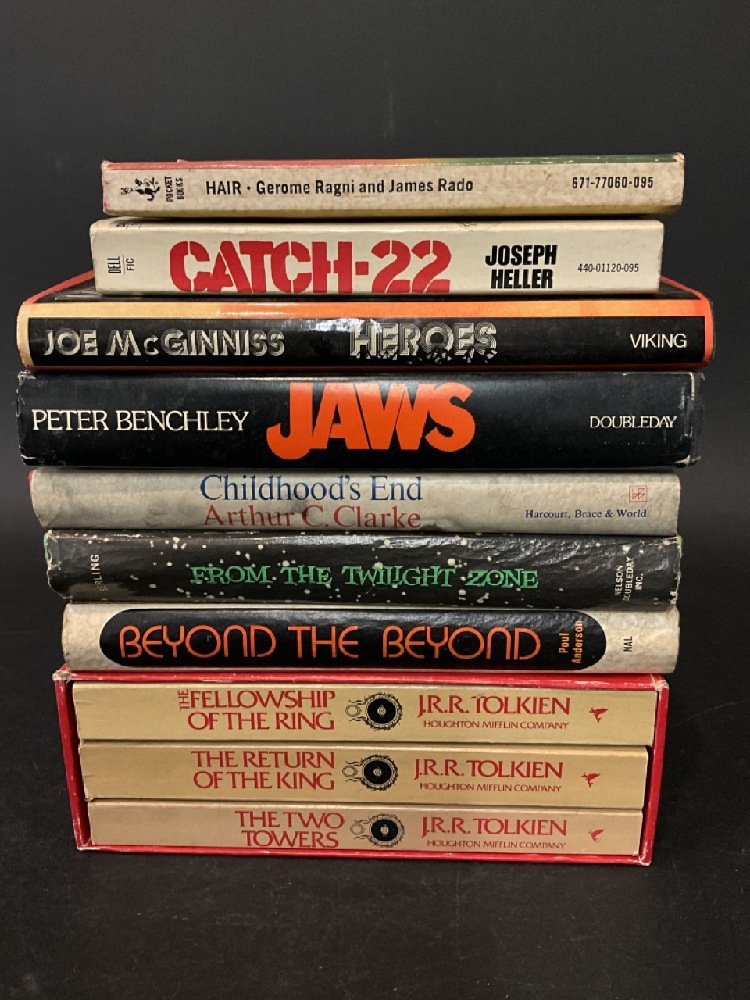 POCKET BOOKS HAIR · Gerome Ragni and James Rado 671-77060-095
DELL FIC CATCH-22 JOSEPH HELLER 440-01120-095
JOE McGINNISS HEROES VIKING
PETER BENCHLEY JAWS DOUBLEDAY
Childhood's End
Arthur C. Clarke Harcourt, Brace & World
FROM THE TWILIGHT ZONE NELSON DOUBLEDAY INC.
BEYOND THE BEYOND Poul Anderson NAL
THE FELLOWSHIP
OF THE RING
J.R.R. TOLKIEN
HOUGHTON MIFFLIN COMPANY
THE RETURN
OF THE KING
J.R.R. TOLKIEN
HOUGHTON MIFFLIN COMPANY
THE TWO
TOWERS
J.R.R. TOLKIEN
HOUGHTON MIFFLIN COMPANY